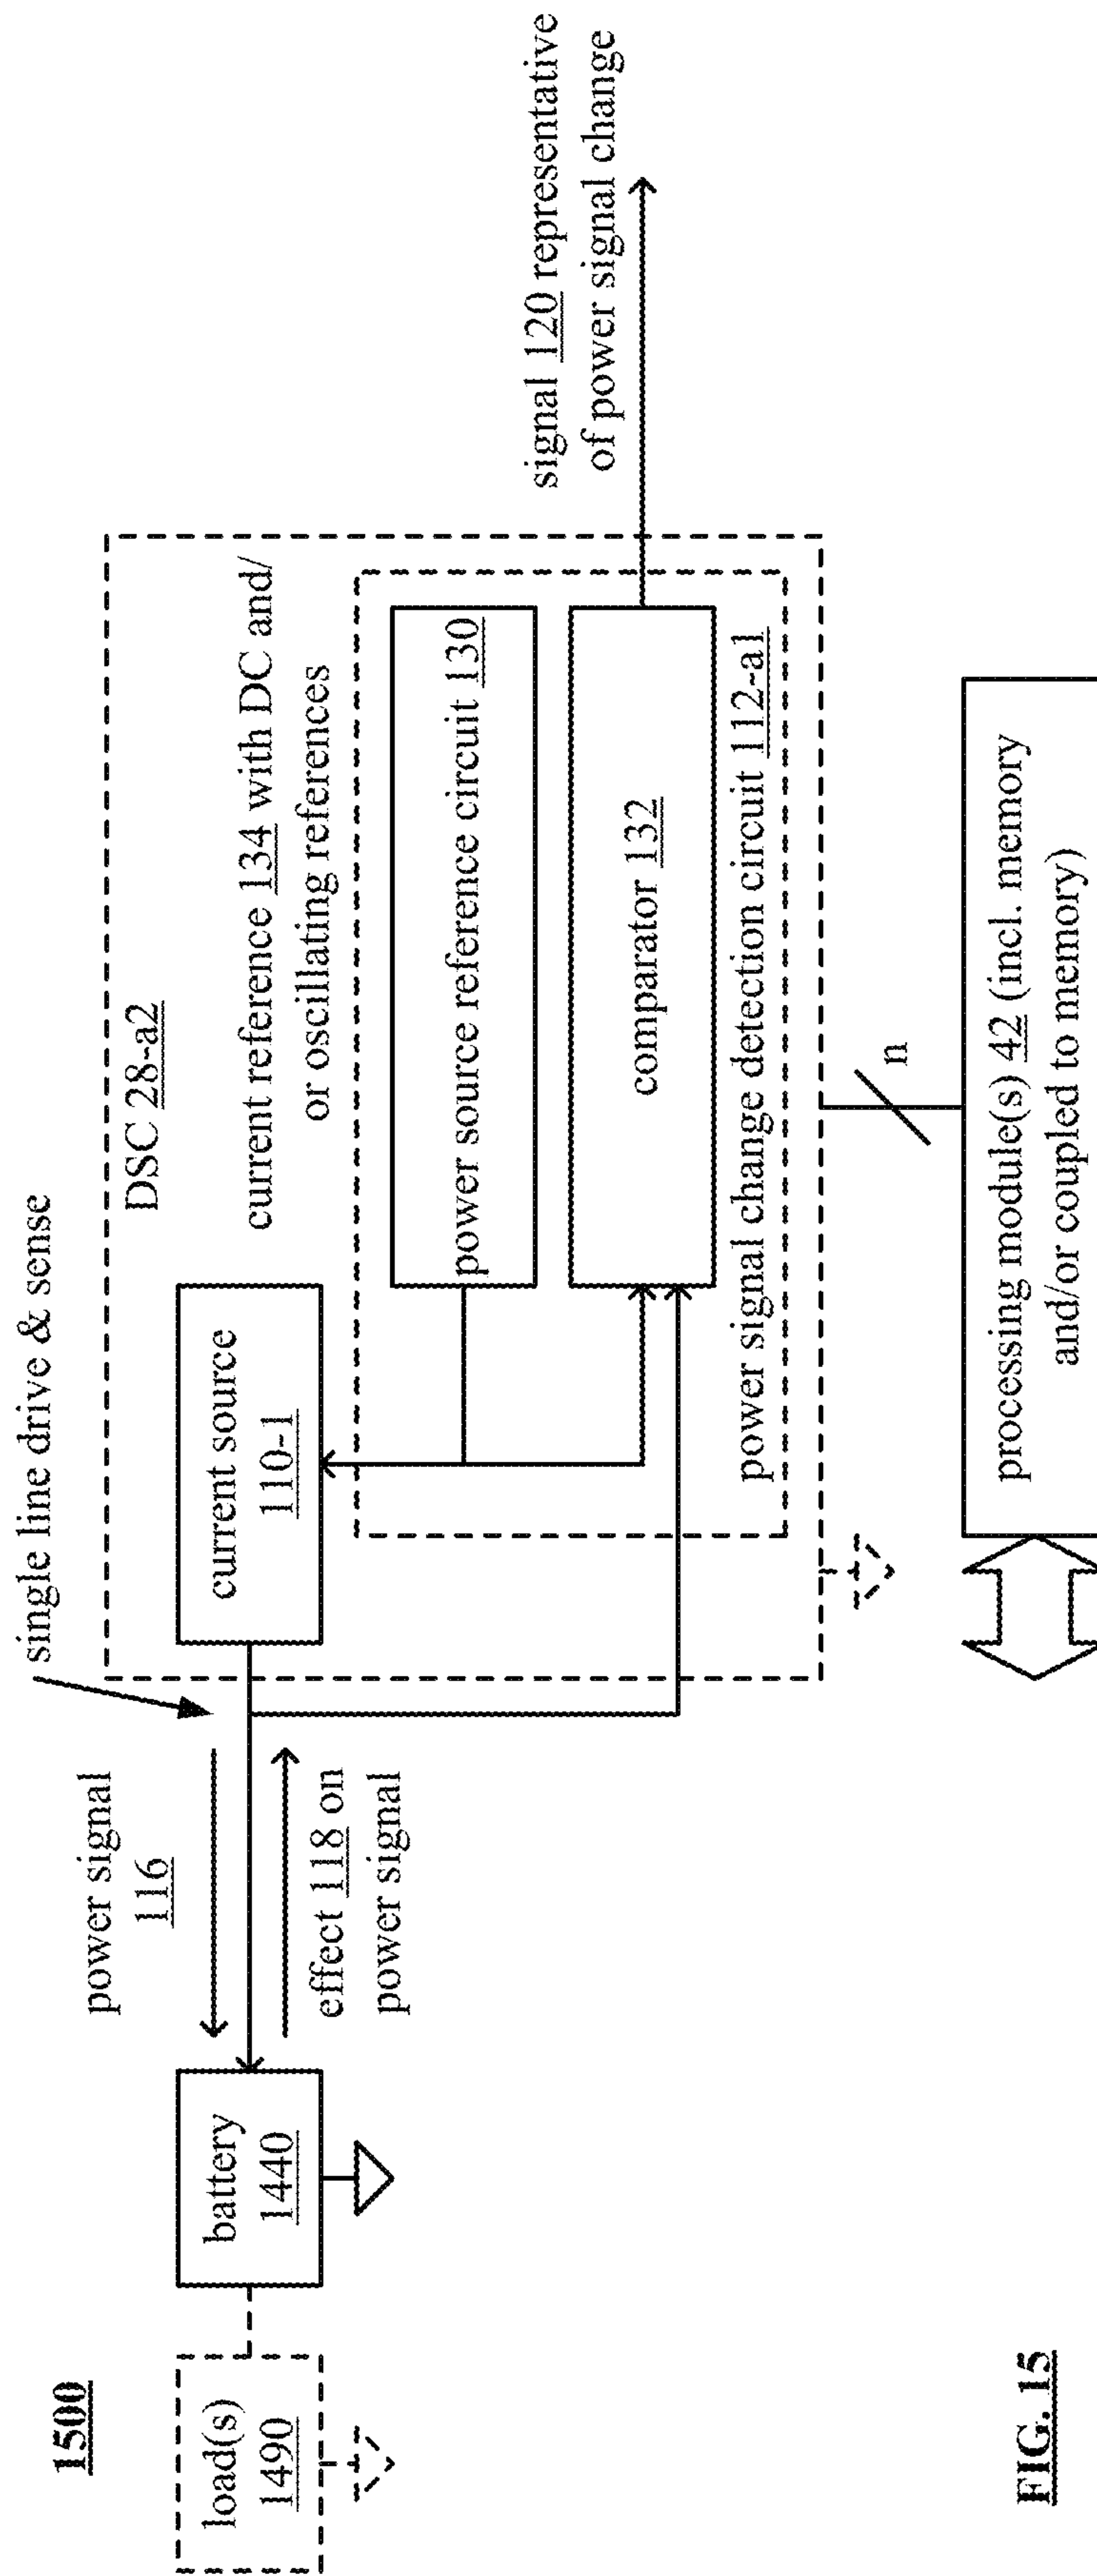 1500
single line drive & sense
power signal
116
effect 118 on
power signal
load(s)
1490
battery
1440
DSC 28-a2
current source
110-1
current reference 134 with DC and/
or oscillating references
power source reference circuit 130
comparator 132
power signal change detection circuit 112-a1
signal 120 representative
of power signal change
n
processing module(s) 42 (incl. memory
and/or coupled to memory)
FIG. 15